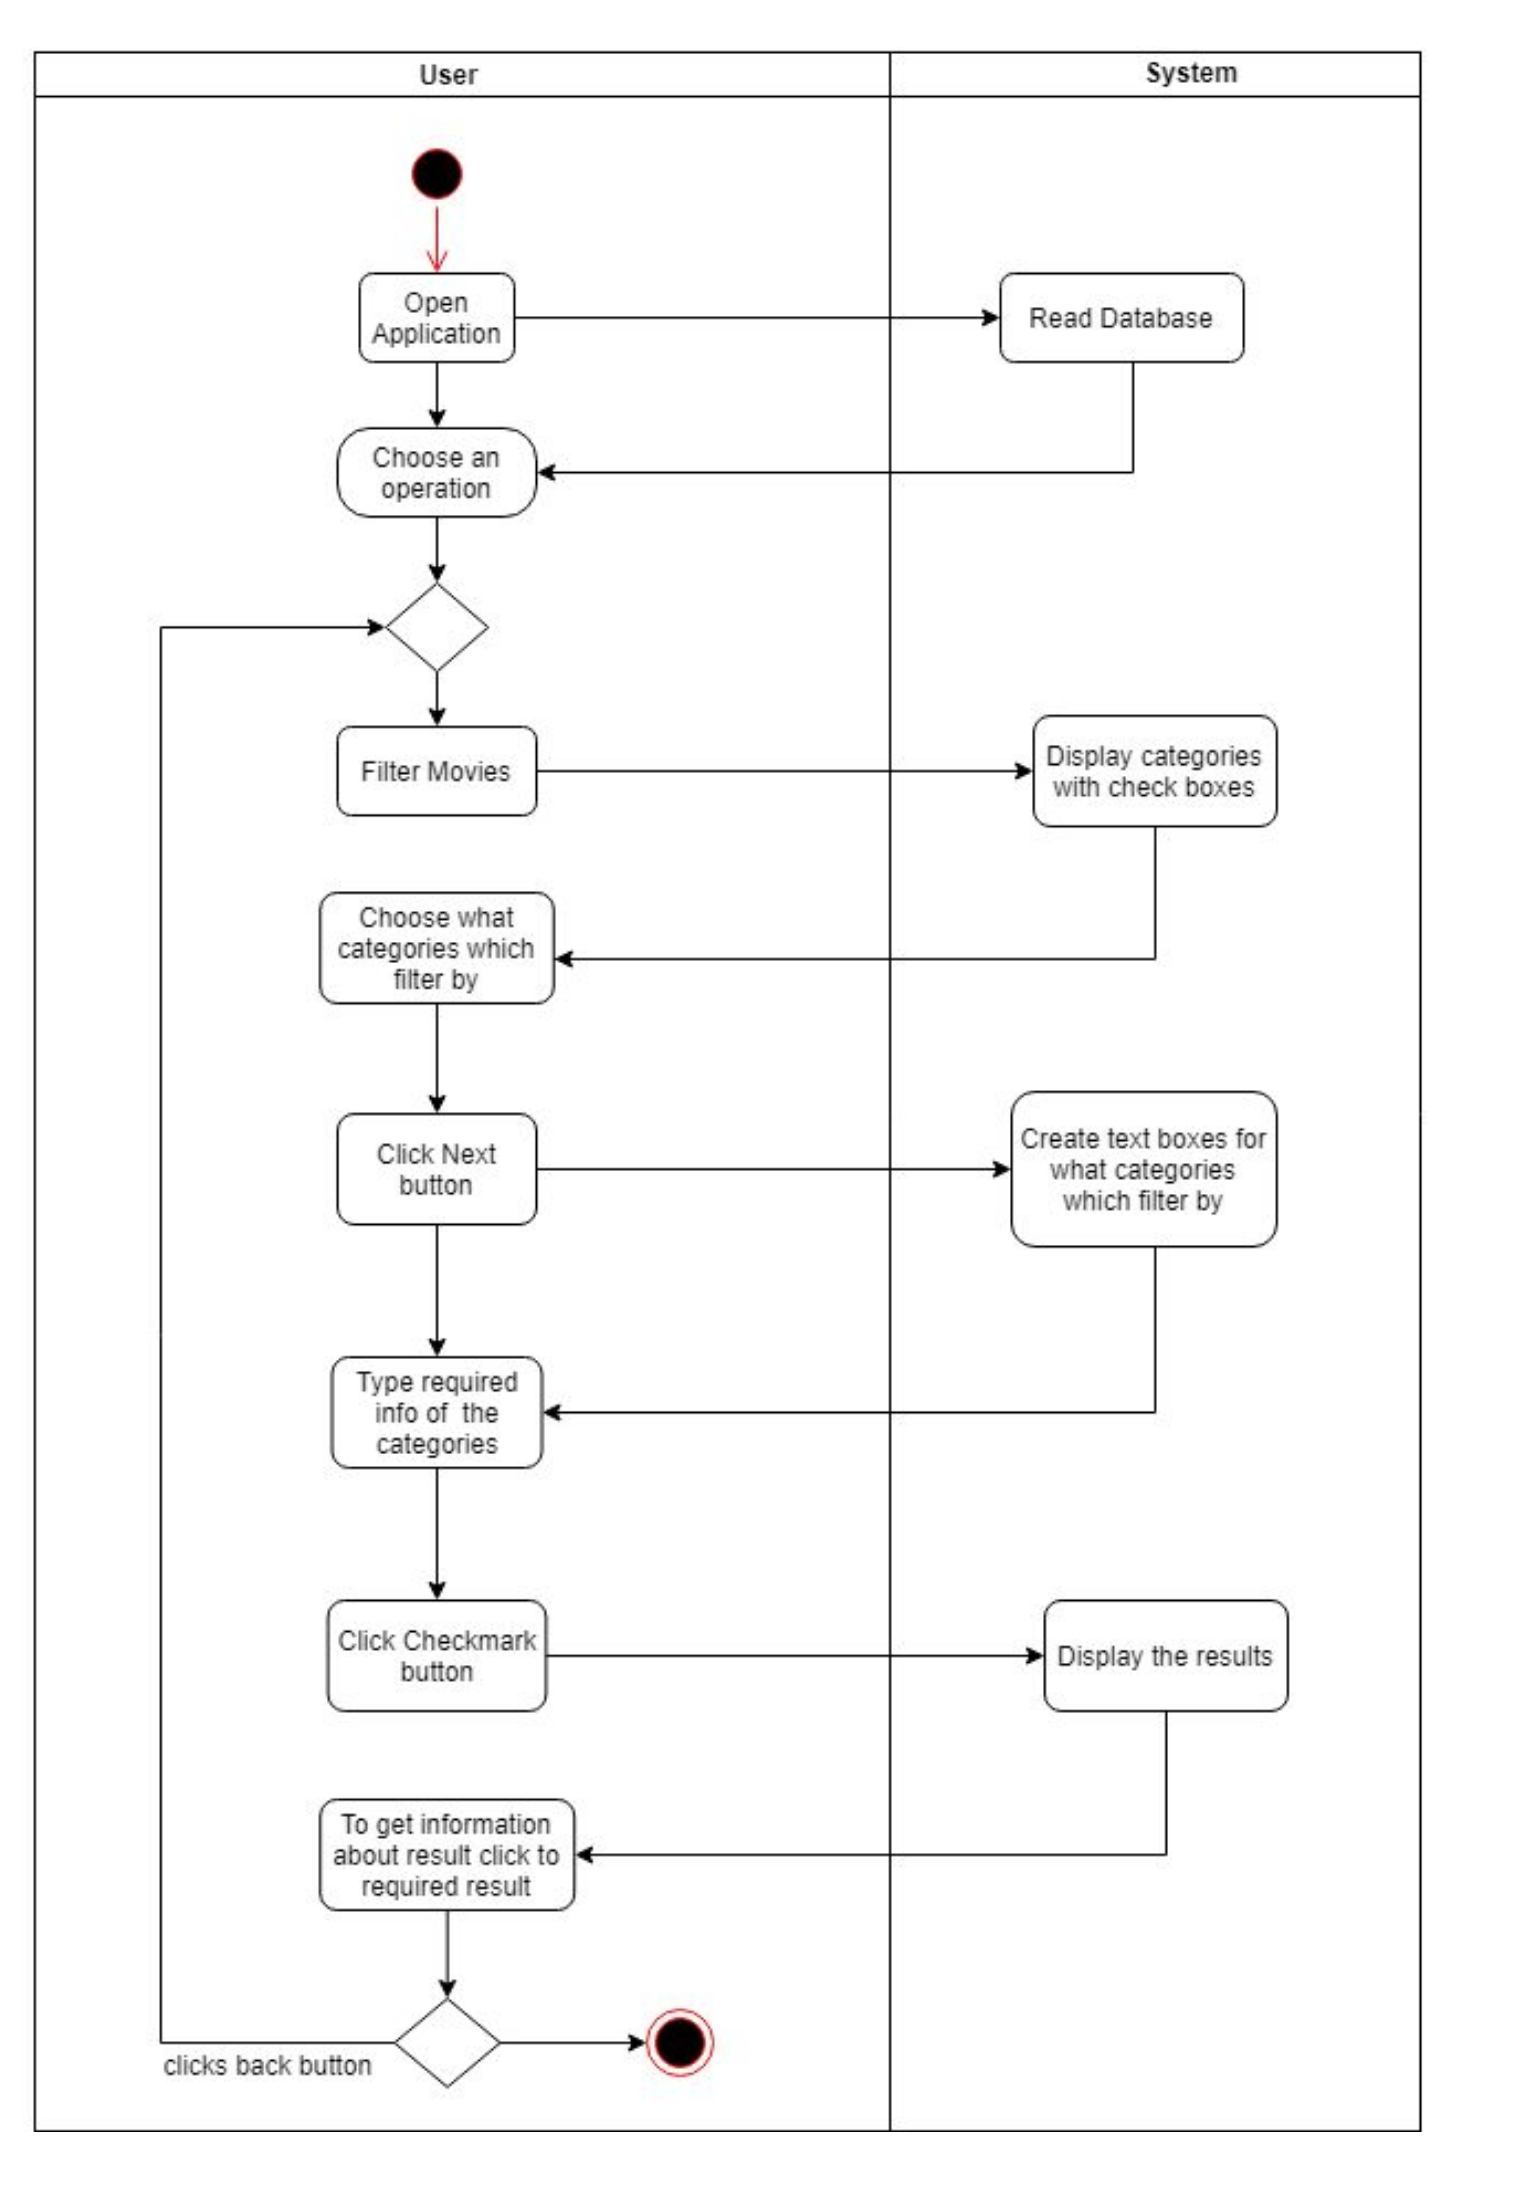 User
System
Open
Application
Read Database
Choose an
operation
Filter Movies
Display categories
with check boxes
Choose what
categories which
filter by
Click Next
button
Create text boxes for
what categories
which filter by
Type required
info of  the
categories
Click Checkmark
button
Display the results
To get information
about result click to
required result
clicks back button